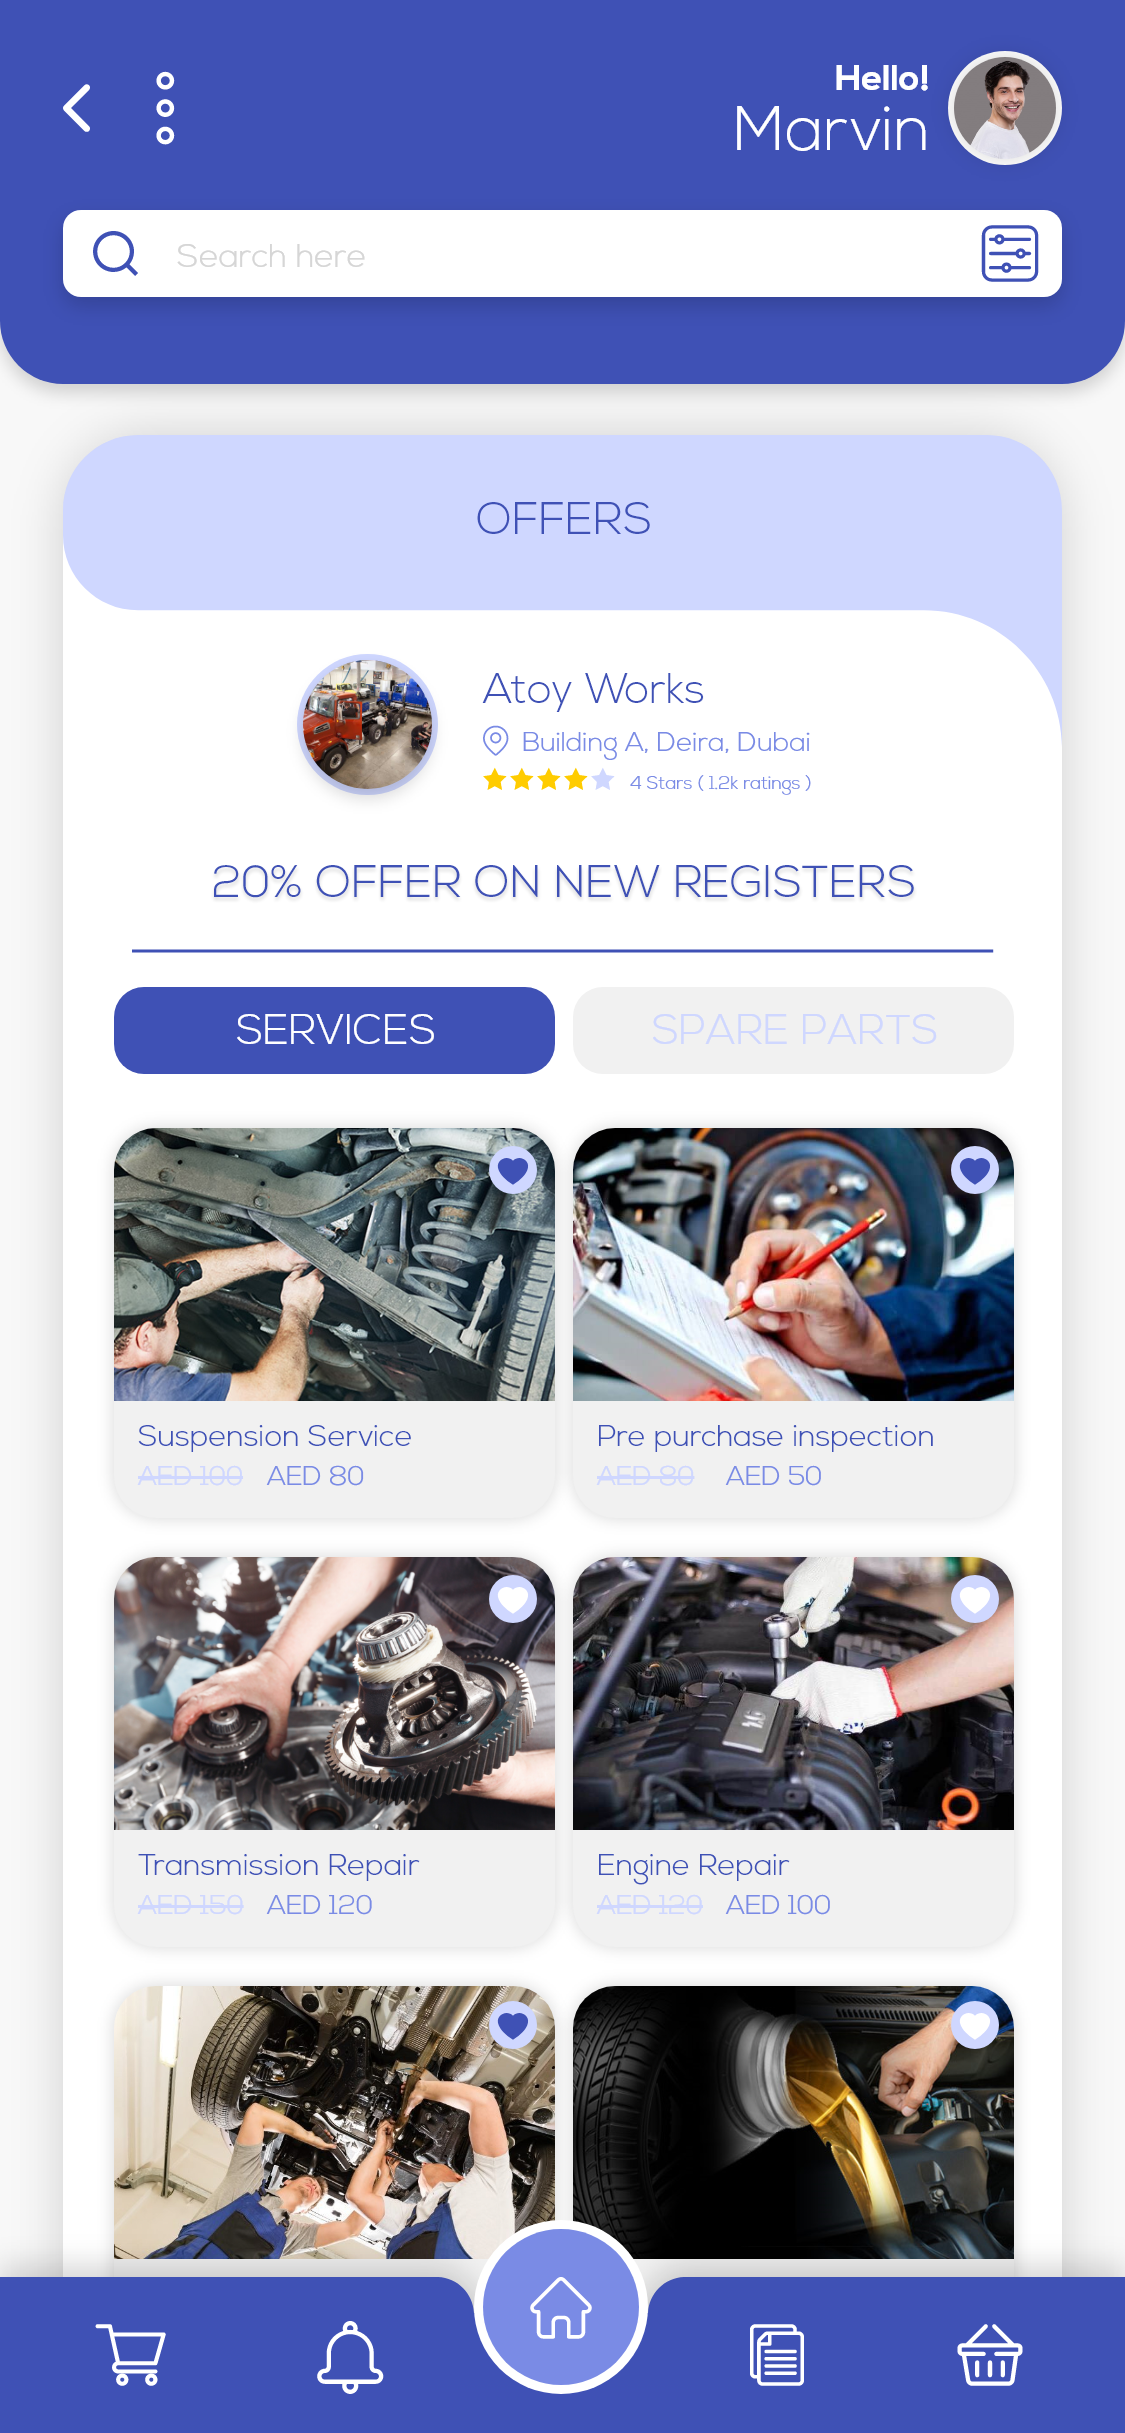 Hello!
Marvin
Search here
OFFERS
Atoy Works
Building A, Deira, Dubai
4 Stars ( 1.2k ratings )
20% OFFER ON NEW REGISTERS
SERVICES
SPARE PARTS
Suspension Service
AED 100 AED 80
Pre purchase inspection
AED 80 AED 50
Transmission Repair
AED 150 AED 120
Engine Repair
AED 120 AED 100